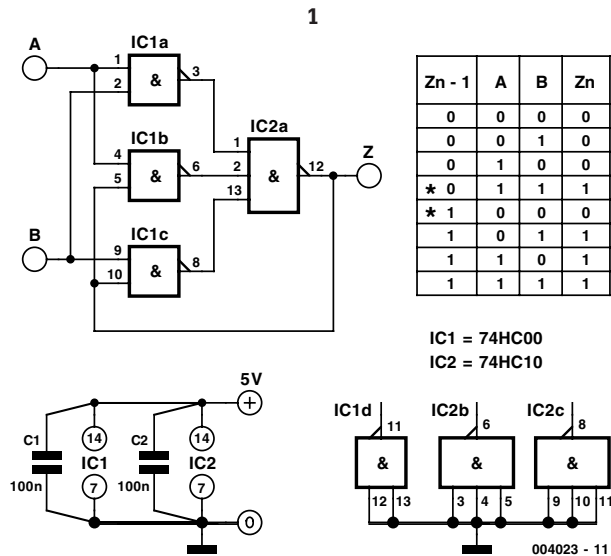 1
A
IC1a
1
2
&
3
IC1b
4
5
&
6
IC2a
1
2
13
&
12
Z
B
IC1c
9
10
&
8
Zn - 1 A B Zn
0 0 0 0
0 0 1 0
0 1 0 0
* 0 1 1 1
* 1 0 0 0
1 0 1 1
1 1 0 1
1 1 1 1
IC1 = 74HC00
IC2 = 74HC10
5V
+
C1
100n
14
IC1
7
C2
100n
14
IC2
7
0
IC1d
11
&
12 13
IC2b
6
&
3 4 5
IC2c
8
&
9 10 11
004023 - 11